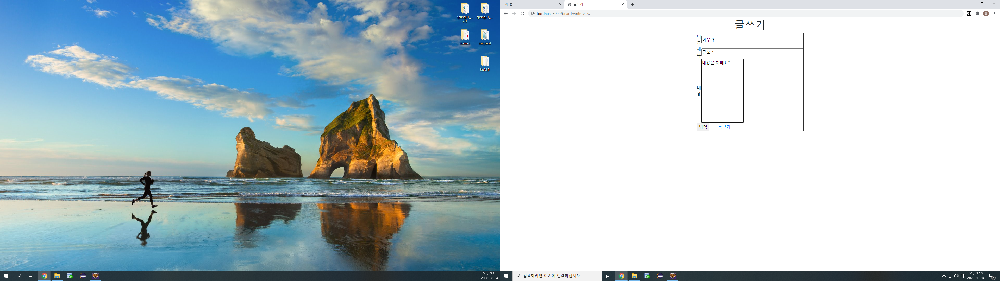 spring31_...
(1)
spring31_...
names
csv_crud
KoNLP
오후 3:10
2020-08-04
새 탭
글쓰기
localhost:8000/board/write_view
01
임
글쓰기
이름
아무개
제목
글쓰기
내용
내용은 어때요?
입력
목록보기
검색하려면 여기에 입력하십시오.
가
오후 3:10
2020-08-04
2